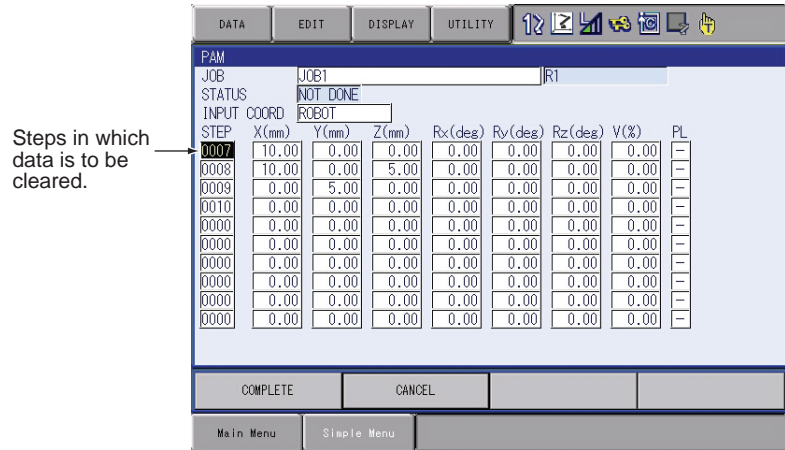 DATA EDIT DISPLAY UTILITY
PAM
JOB JOB1 R1
STATUS NOT DONE
INPUT COORD ROBOT
STEP X(mm) Y(mm) Z(mm) Rx(deg) Ry(deg) Rz(deg) V(%) PL
0007 10.00 0.00 0.00 0.00 0.00 0.00 0.00 –
0008 10.00 0.00 5.00 0.00 0.00 0.00 0.00 –
0009 0.00 5.00 0.00 0.00 0.00 0.00 0.00 –
0010 0.00 0.00 0.00 0.00 0.00 0.00 0.00 –
0000 0.00 0.00 0.00 0.00 0.00 0.00 0.00 –
0000 0.00 0.00 0.00 0.00 0.00 0.00 0.00 –
0000 0.00 0.00 0.00 0.00 0.00 0.00 0.00 –
0000 0.00 0.00 0.00 0.00 0.00 0.00 0.00 –
0000 0.00 0.00 0.00 0.00 0.00 0.00 0.00 –
0000 0.00 0.00 0.00 0.00 0.00 0.00 0.00 –
Steps in which
data is to be
cleared.
COMPLETE CANCEL
Main Menu Simple Menu